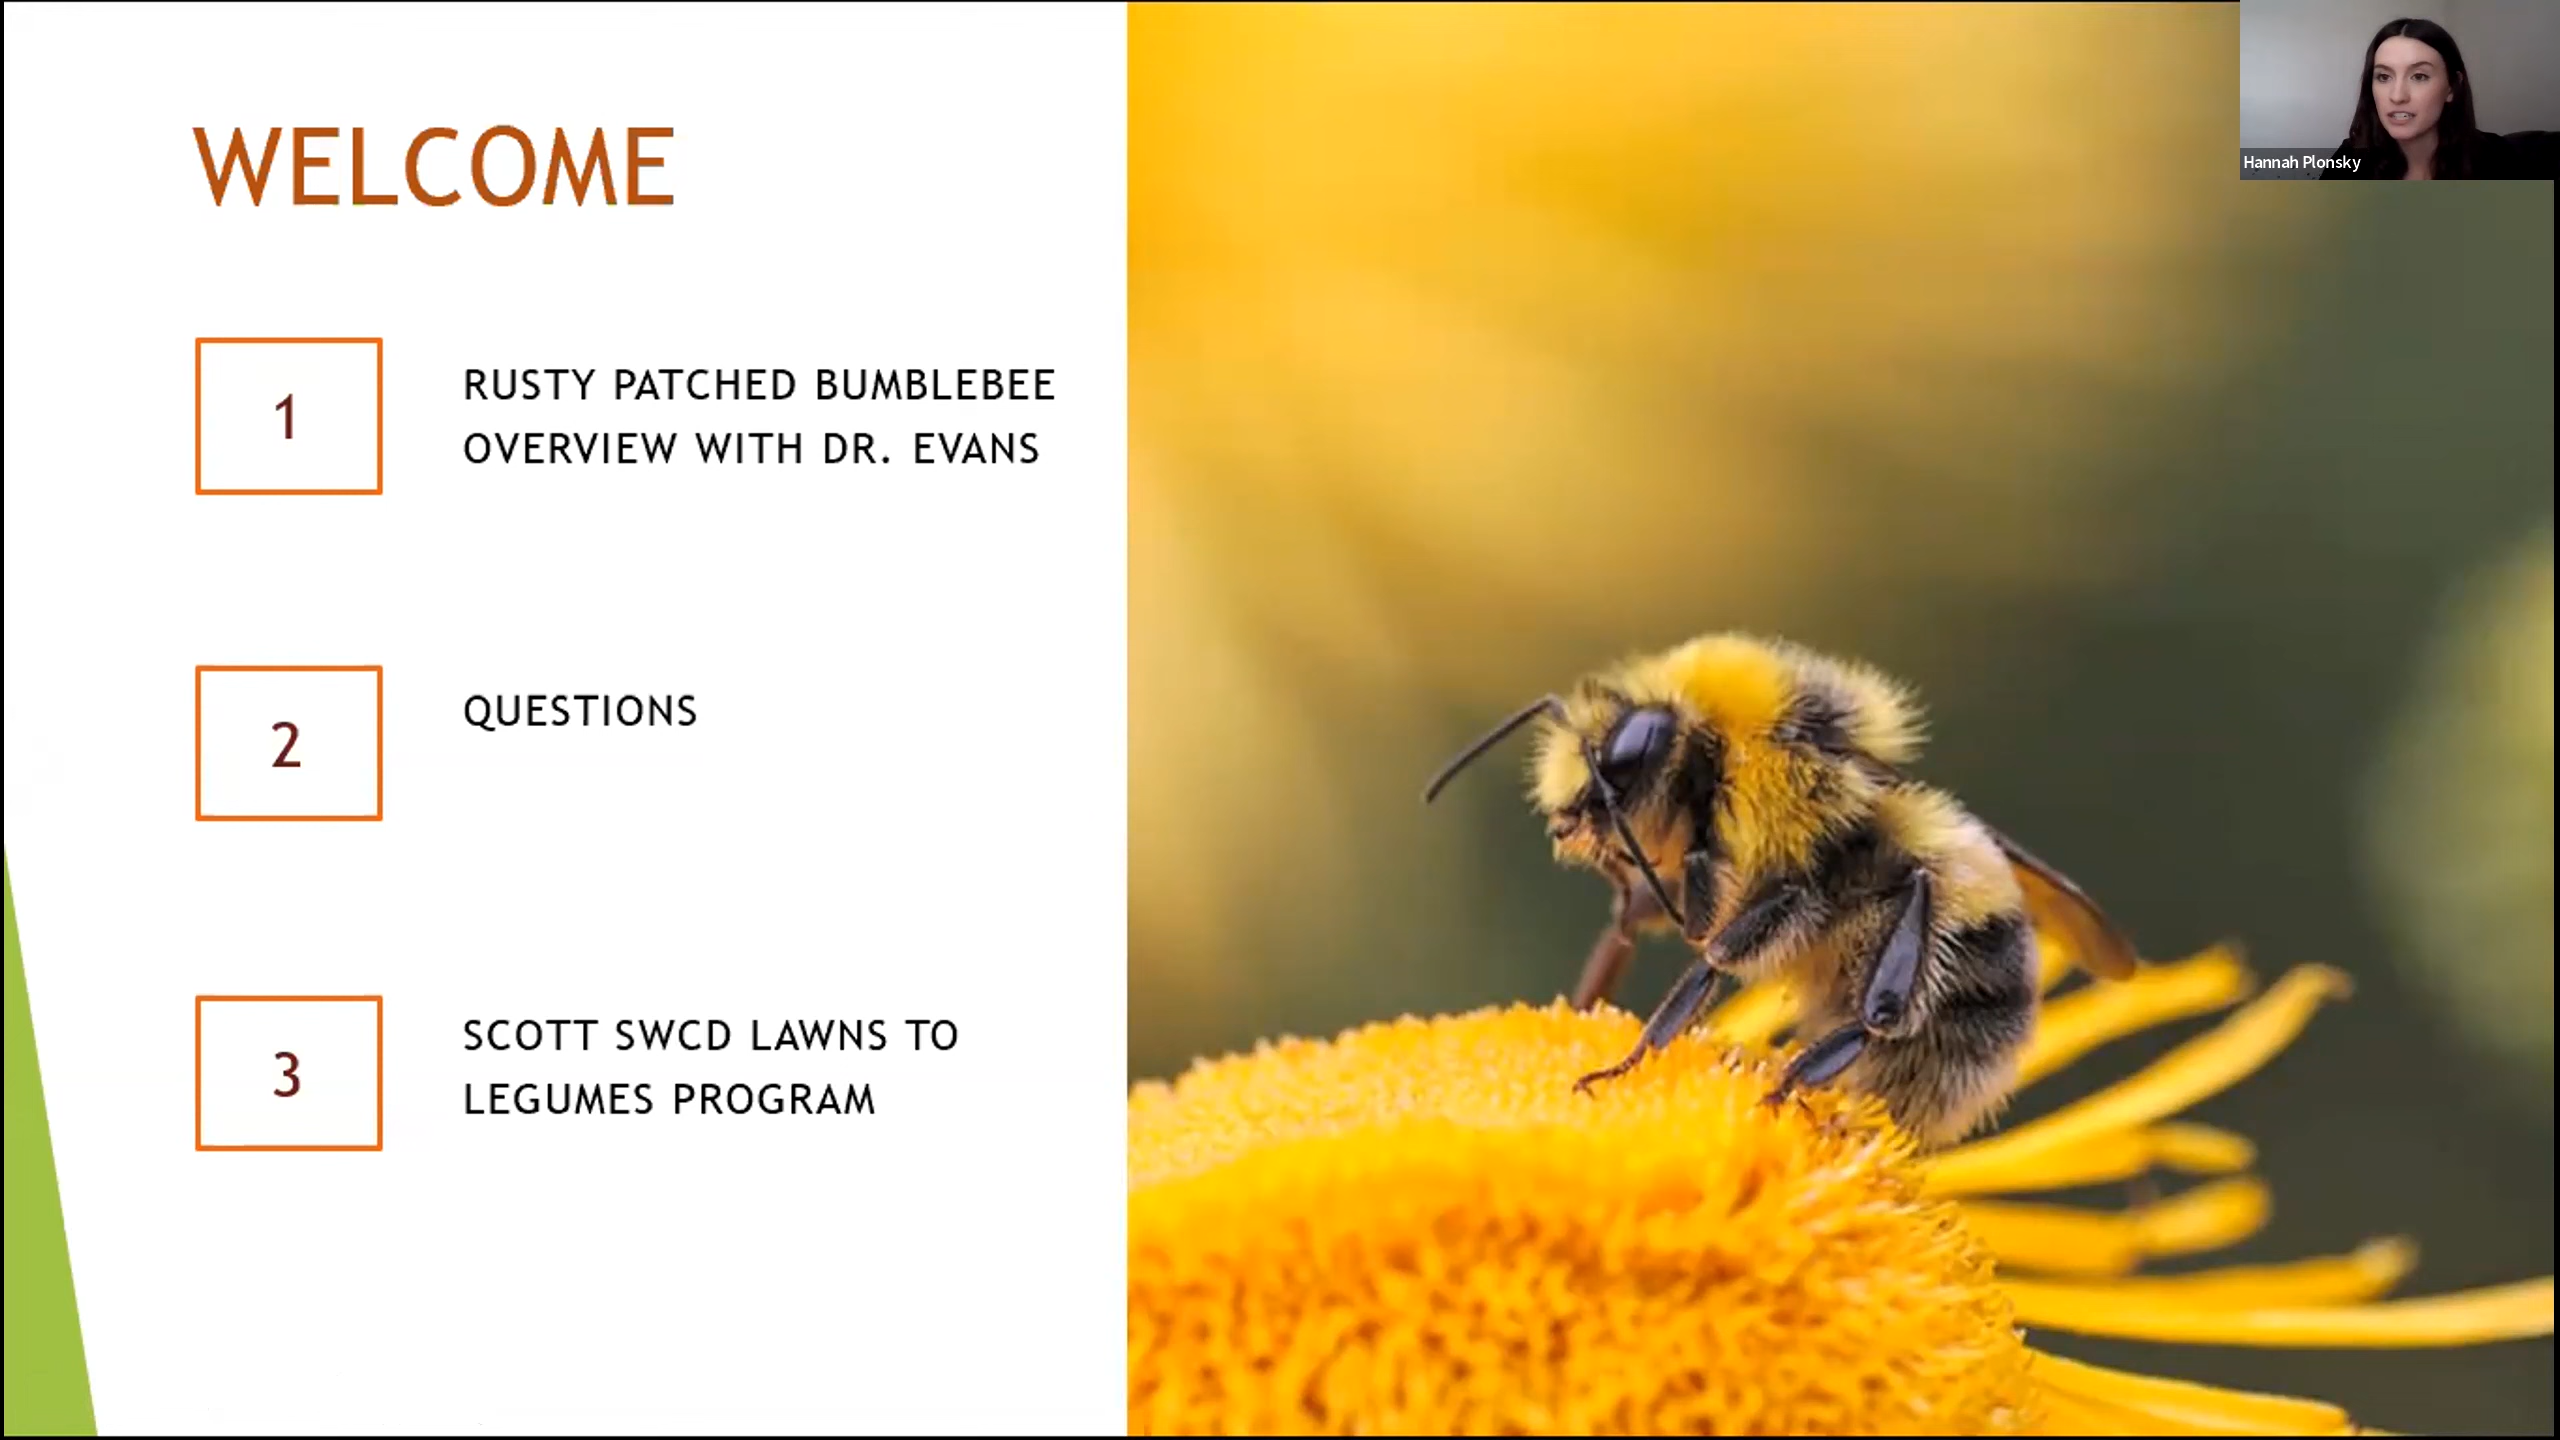 WELCOME
1
RUSTY PATCHED BUMBLEBEE
OVERVIEW WITH DR. EVANS
2
QUESTIONS
3
SCOTT SWCD LAWNS TO
LEGUMES PROGRAM
Hannah Plonsky